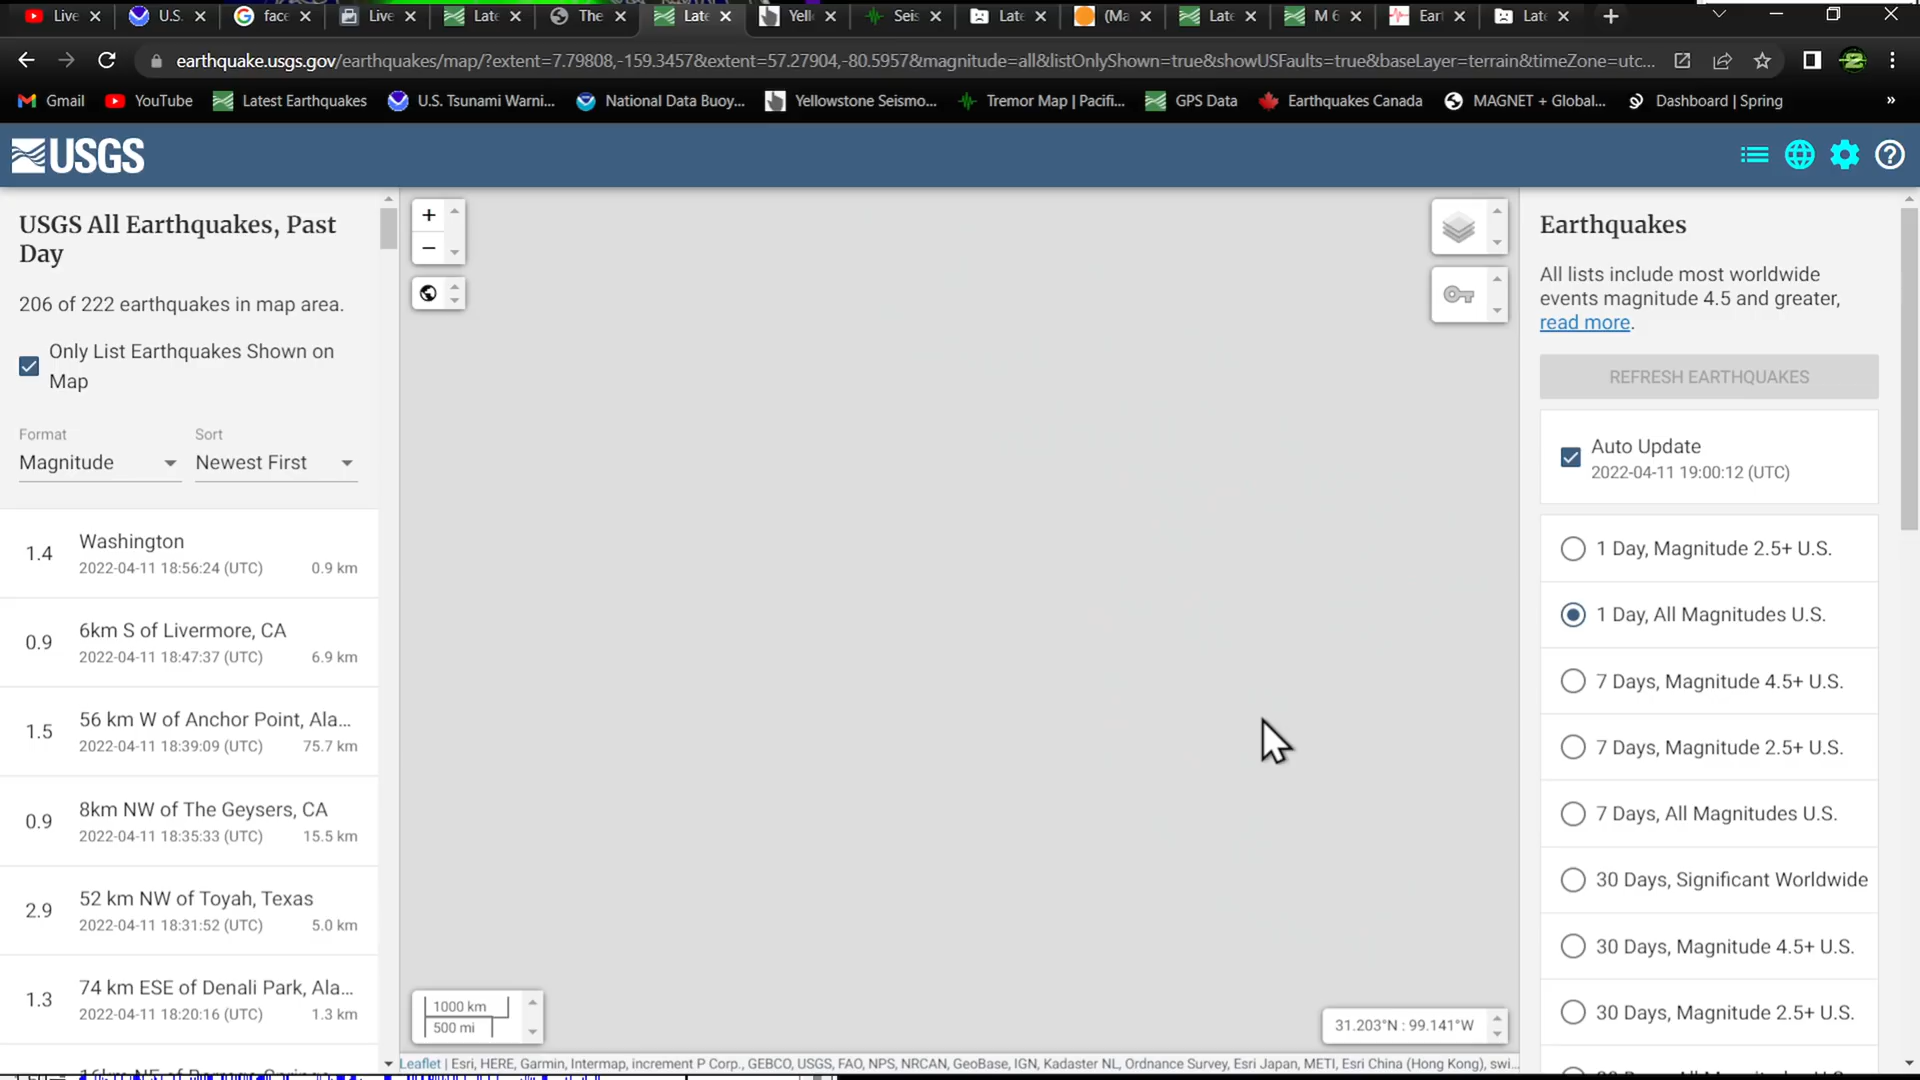 Live
U.S.
face
Live
Late
The
Late
Yell
Seis
Late
(Ma
Late
M 6
Eart
Late
earthquake.usgs.gov/earthquakes/map/?extent=7.79808,-159.3457&extent=57.27904,-80.5957&magnitude=all&listOnlyShown=true&showUSFaults=true&baseLayer=terrain&timeZone=utc...
Gmail
YouTube
Latest Earthquakes
U.S. Tsunami Warni...
National Data Buoy...
Yellowstone Seismo...
Tremor Map | Pacifi...
GPS Data
Earthquakes Canada
MAGNET + Global...
Dashboard | Spring
»
USGS
USGS All Earthquakes, Past
Day
206 of 222 earthquakes in map area.
Only List Earthquakes Shown on
Map
Format
Sort
Magnitude
Newest First
1.4
Washington
2022-04-11 18:56:24 (UTC)
0.9 km
0.9
6km S of Livermore, CA
2022-04-11 18:47:37 (UTC)
6.9 km
1.5
56 km W of Anchor Point, Ala...
2022-04-11 18:39:09 (UTC)
75.7 km
0.9
8km NW of The Geysers, CA
2022-04-11 18:35:33 (UTC)
15.5 km
2.9
52 km NW of Toyah, Texas
2022-04-11 18:31:52 (UTC)
5.0 km
1.3
74 km ESE of Denali Park, Ala...
2022-04-11 18:20:16 (UTC)
1.3 km
+
−
1000 km
500 mi
31.203°N : 99.141°W
Leaflet | Esri, HERE, Garmin, Intermap, increment P Corp., GEBCO, USGS, FAO, NPS, NRCAN, GeoBase, IGN, Kadaster NL, Ordnance Survey, Esri Japan, METI, Esri China (Hong Kong), swi...
Earthquakes
All lists include most worldwide
events magnitude 4.5 and greater,
read more.
REFRESH EARTHQUAKES
Auto Update
2022-04-11 19:00:12 (UTC)
1 Day, Magnitude 2.5+ U.S.
1 Day, All Magnitudes U.S.
7 Days, Magnitude 4.5+ U.S.
7 Days, Magnitude 2.5+ U.S.
7 Days, All Magnitudes U.S.
30 Days, Significant Worldwide
30 Days, Magnitude 4.5+ U.S.
30 Days, Magnitude 2.5+ U.S.